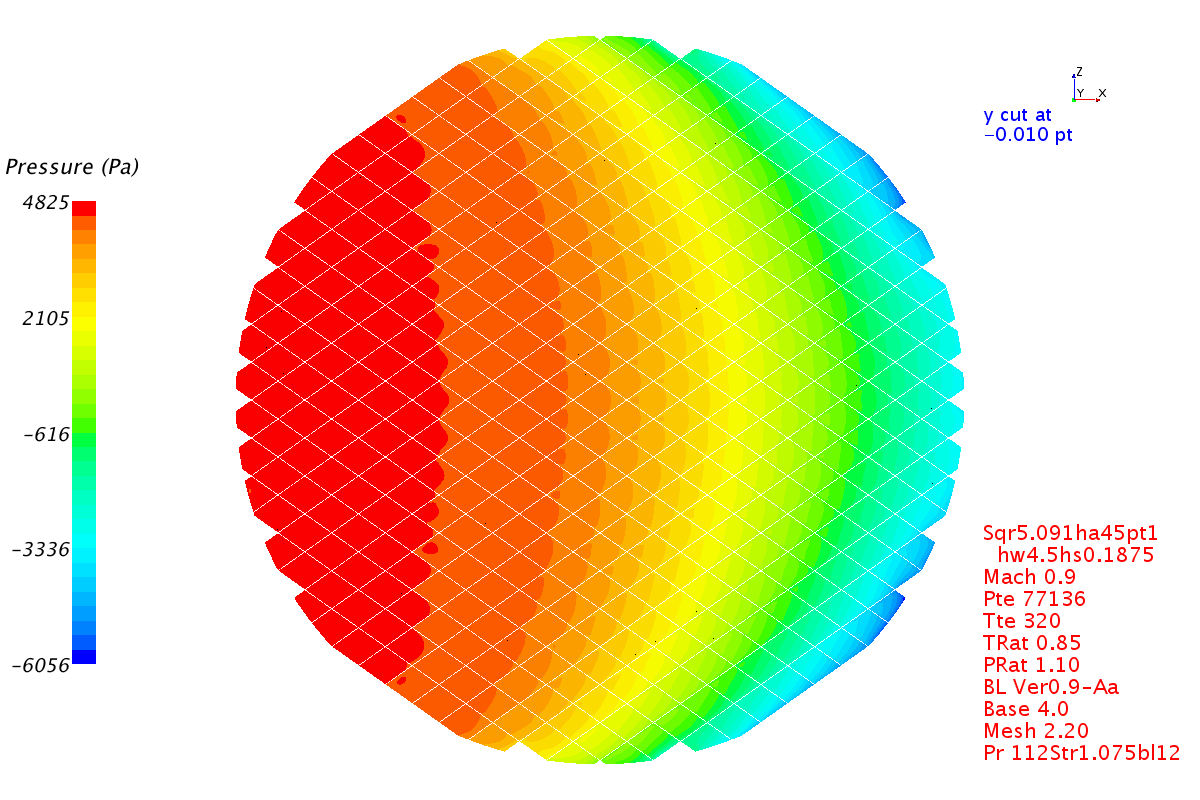 Z
Y X
y cut at
-0.010 pt
Pressure (Pa)
4825
2105
-616
-3336
-6056
Sqr5.091ha45pt1
hw4.5hs0.1875
Mach 0.9
Pte 77136
Tte 320
TRat 0.85
PRat 1.10
BL Ver0.9-Aa
Base 4.0
Mesh 2.20
Pr 112Str1.075bl12